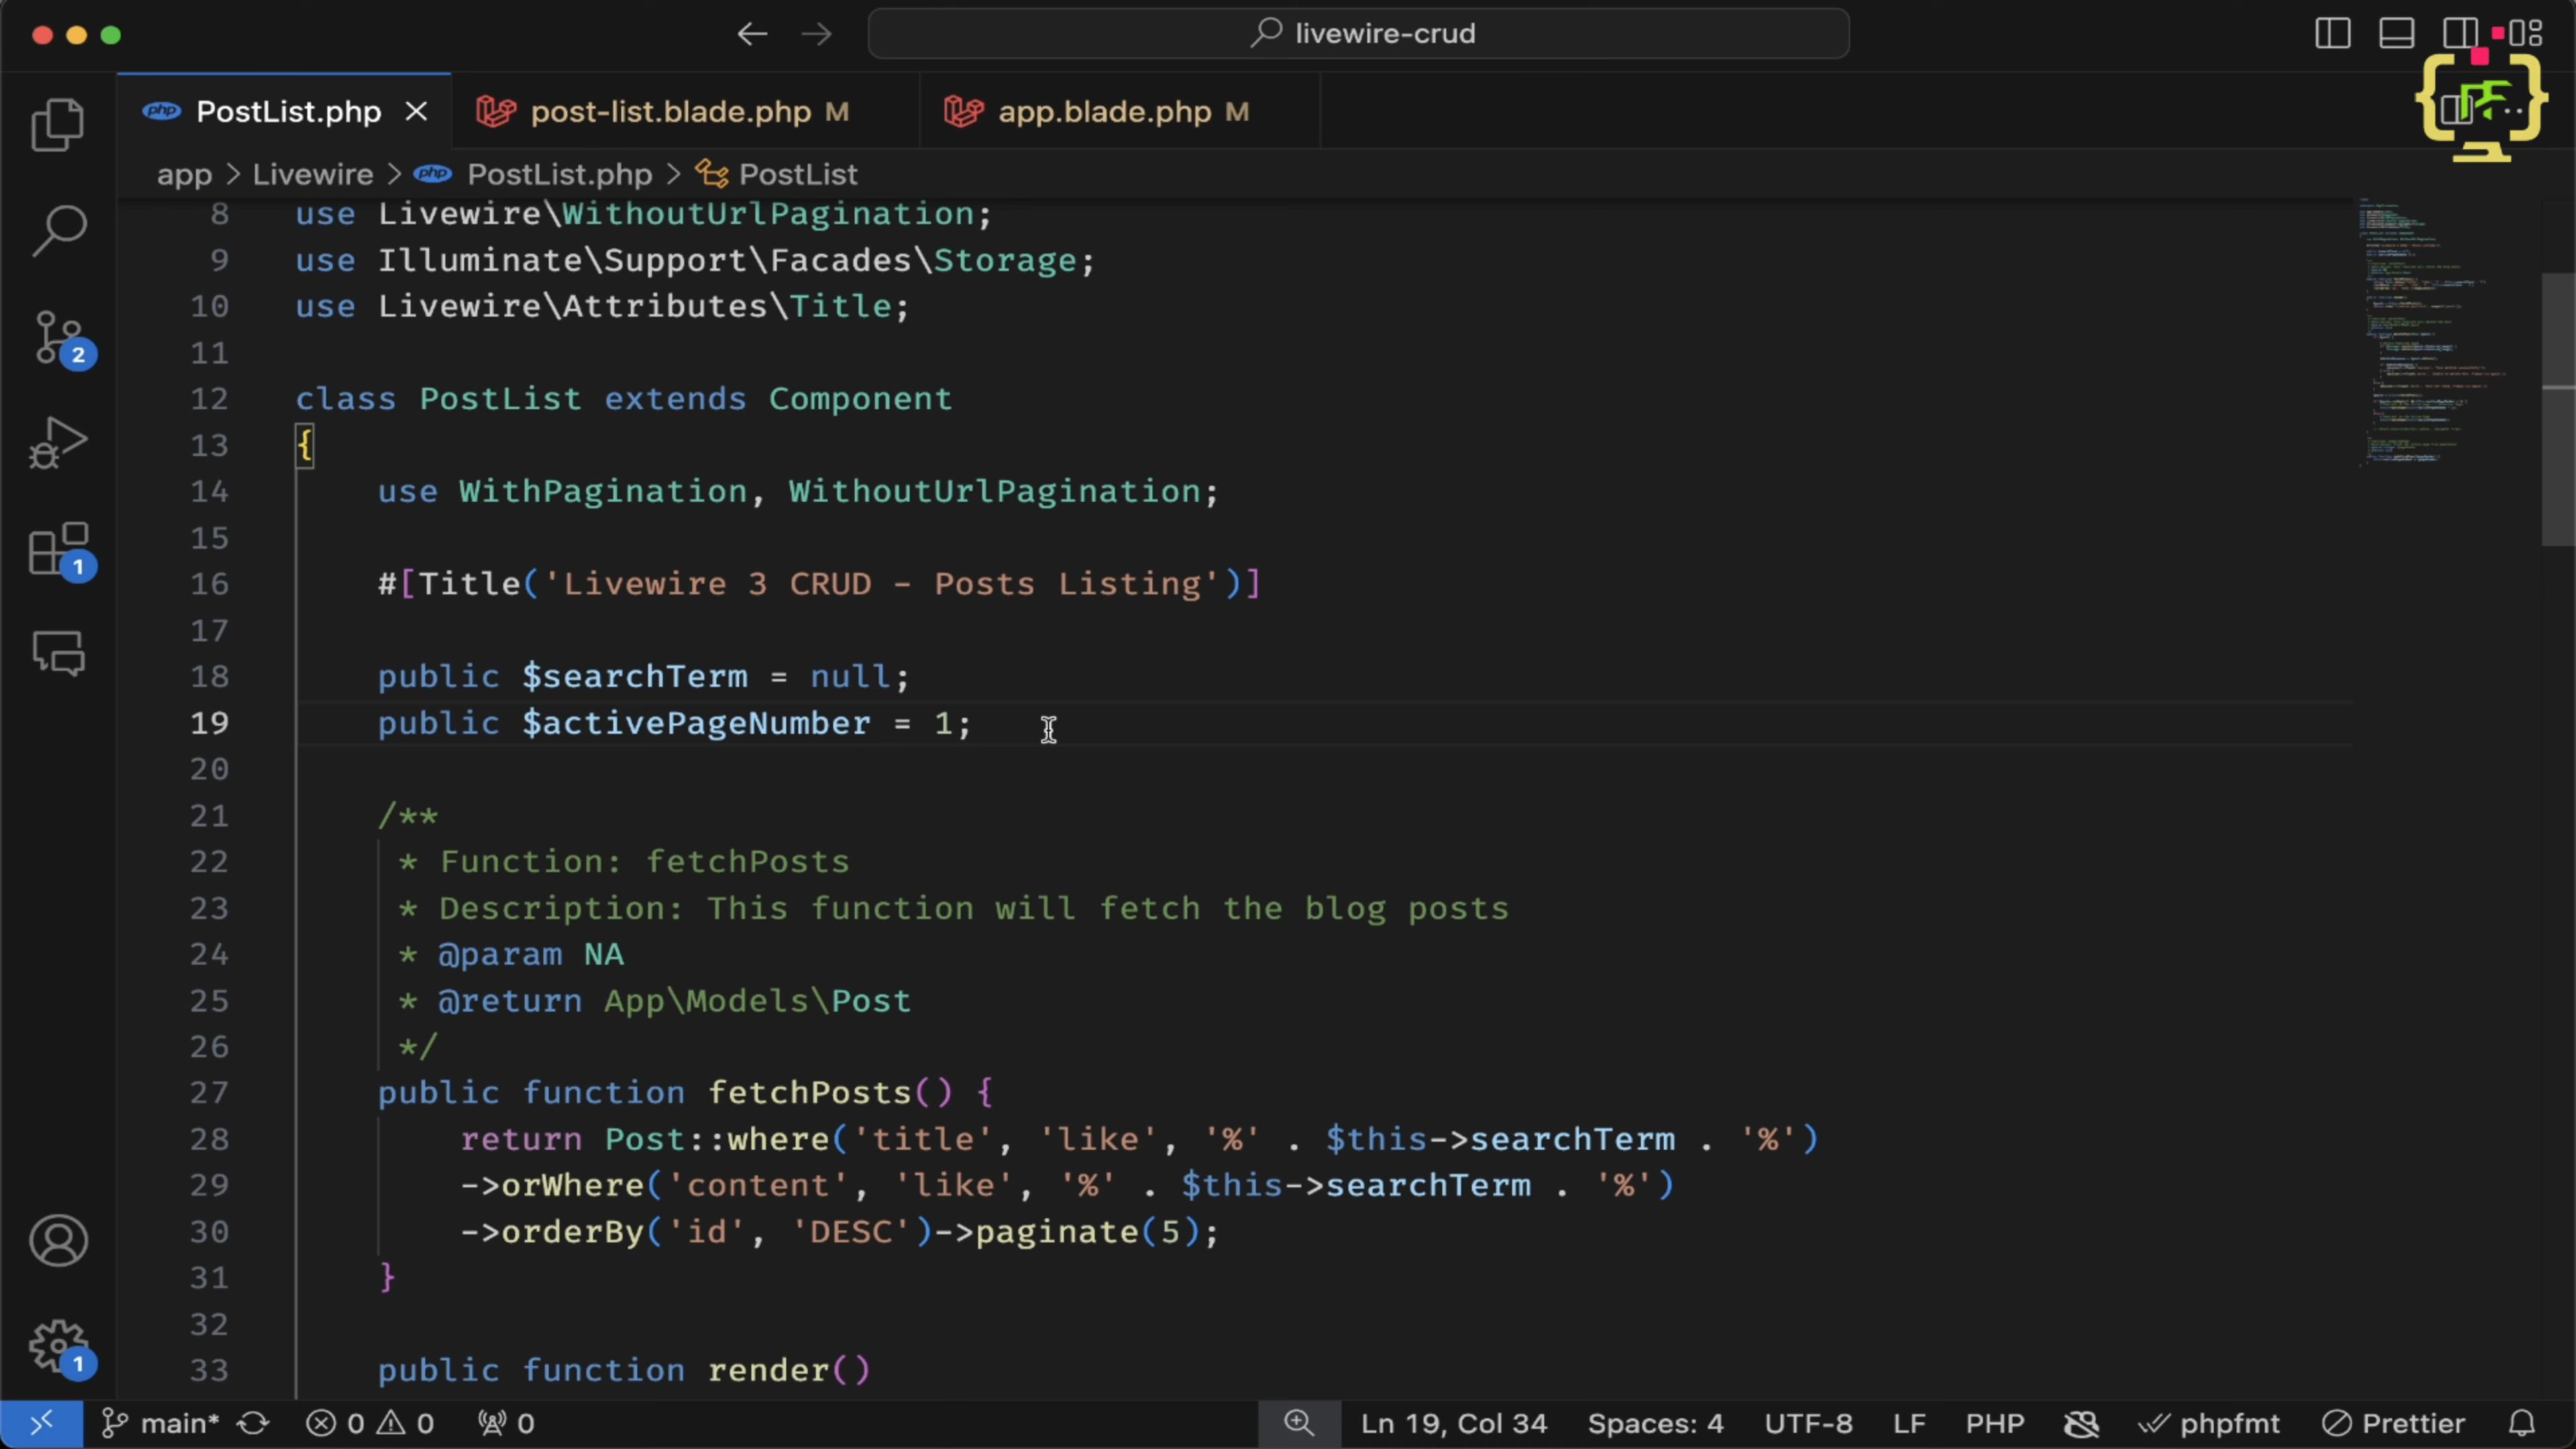 livewire-crud
PostList.php
post-list.blade.php M
app.blade.php M
app > Livewire > PostList.php > PostList
8 use Livewire\WithoutUrlPagination;
9 use Illuminate\Support\Facades\Storage;
10 use Livewire\Attributes\Title;
11
12 class PostList extends Component
13 {
14 use WithPagination, WithoutUrlPagination;
15
16 #[Title('Livewire 3 CRUD - Posts Listing')]
17
18 public $searchTerm = null;
19 public $activePageNumber = 1;
20
21 /**
22 * Function: fetchPosts
23 * Description: This function will fetch the blog posts
24 * @param NA
25 * @return App\Models\Post
26 */
27 public function fetchPosts() {
28 return Post::where('title', 'like', '%' . $this->searchTerm . '%')
29 ->orWhere('content', 'like', '%' . $this->searchTerm . '%')
30 ->orderBy('id', 'DESC')->paginate(5);
31 }
32
33 public function render()
2
1
1
main* 0 0 0 Ln 19, Col 34 Spaces: 4 UTF-8 LF PHP phpfmt Prettier